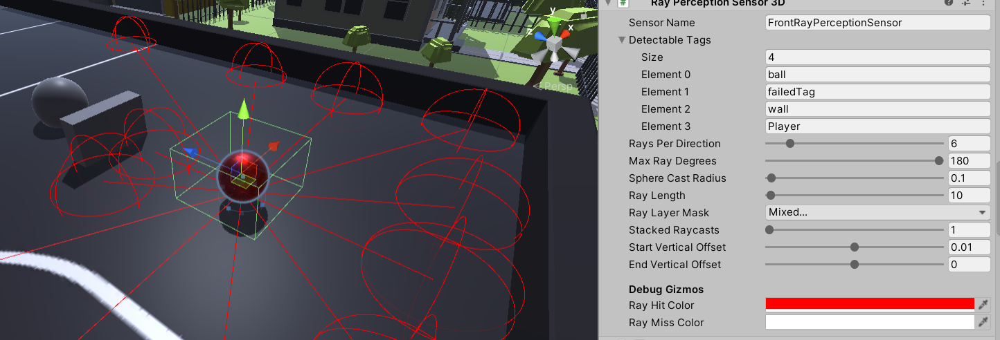 Ray Perception Sensor 3D
Sensor Name FrontRayPerceptionSensor
Detectable Tags
Size 4
Element 0 ball
Element 1 failedTag
Element 2 wall
Element 3 Player
Rays Per Direction 6
Max Ray Degrees 180
Sphere Cast Radius 0.1
Ray Length 10
Ray Layer Mask Mixed...
Stacked Raycasts 1
Start Vertical Offset 0.01
End Vertical Offset 0
Debug Gizmos
Ray Hit Color
Ray Miss Color
y
x
z
< Persp